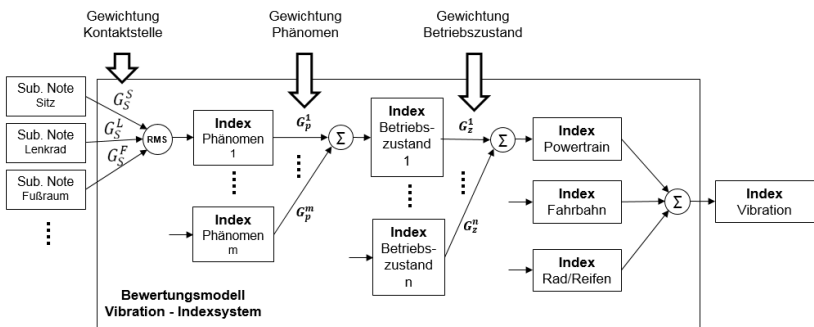 Gewichtung
Kontaktstelle
Gewichtung
Phänomen
Gewichtung
Betriebszustand
Sub. Note
Sitz
Sub. Note
Lenkrad
Sub. Note
Fußraum
G_S^S
G_S^L
G_S^F
RMS
Index
Phänomen
1
Index
Phänomen
m
G_p^1
G_p^m
Σ
Index
Betriebs-
zustand
1
Index
Betriebs-
zustand
n
G_z^1
G_z^n
Σ
Index
Powertrain
Index
Fahrbahn
Index
Rad/Reifen
Σ
Index
Vibration
Bewertungsmodell
Vibration - Indexsystem